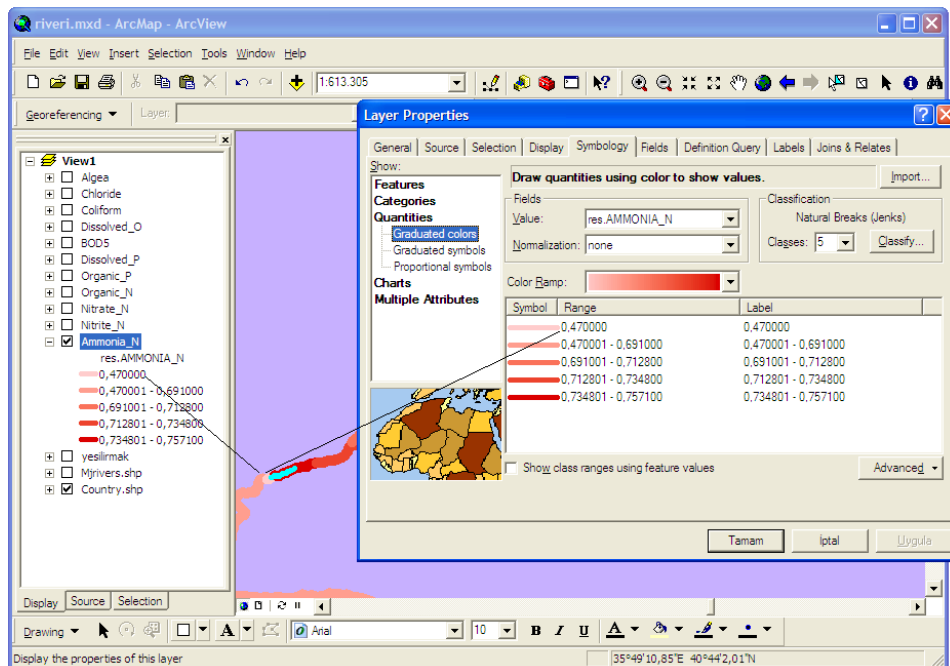 riveri.mxd - ArcMap - ArcView
File Edit View Insert Selection Tools Window Help
1:613.305
Georeferencing Layer:
Layer Properties
General Source Selection Display Symbology Fields Definition Query Labels Joins & Relates
Show:
Features
Categories
Quantities
Graduated colors
Graduated symbols
Proportional symbols
Charts
Multiple Attributes
Draw quantities using color to show values.
Import...
Fields
Value: res.AMMONIA_N
Normalization: none
Classification
Natural Breaks (Jenks)
Classes: 5 Classify...
Color Ramp:
Symbol Range Label
0,470000 0,470000
0,470001 - 0,691000 0,470001 - 0,691000
0,691001 - 0,712800 0,691001 - 0,712800
0,712801 - 0,734800 0,712801 - 0,734800
0,734801 - 0,757100 0,734801 - 0,757100
Show class ranges using feature values
Advanced
Tamam İptal Uygula
View1
Algea
Chloride
Coliform
Dissolved_O
BOD5
Dissolved_P
Organic_P
Organic_N
Nitrate_N
Nitrite_N
Ammonia_N
res.AMMONIA_N
0,470000
0,470001 - 0,691000
0,691001 - 0,712800
0,712801 - 0,734800
0,734801 - 0,757100
yesilirmak
Mjrivers.shp
Country.shp
Display Source Selection
Drawing A Arial 10 B I U A
Display the properties of this layer
35°49'10,85"E 40°44'2,01"N